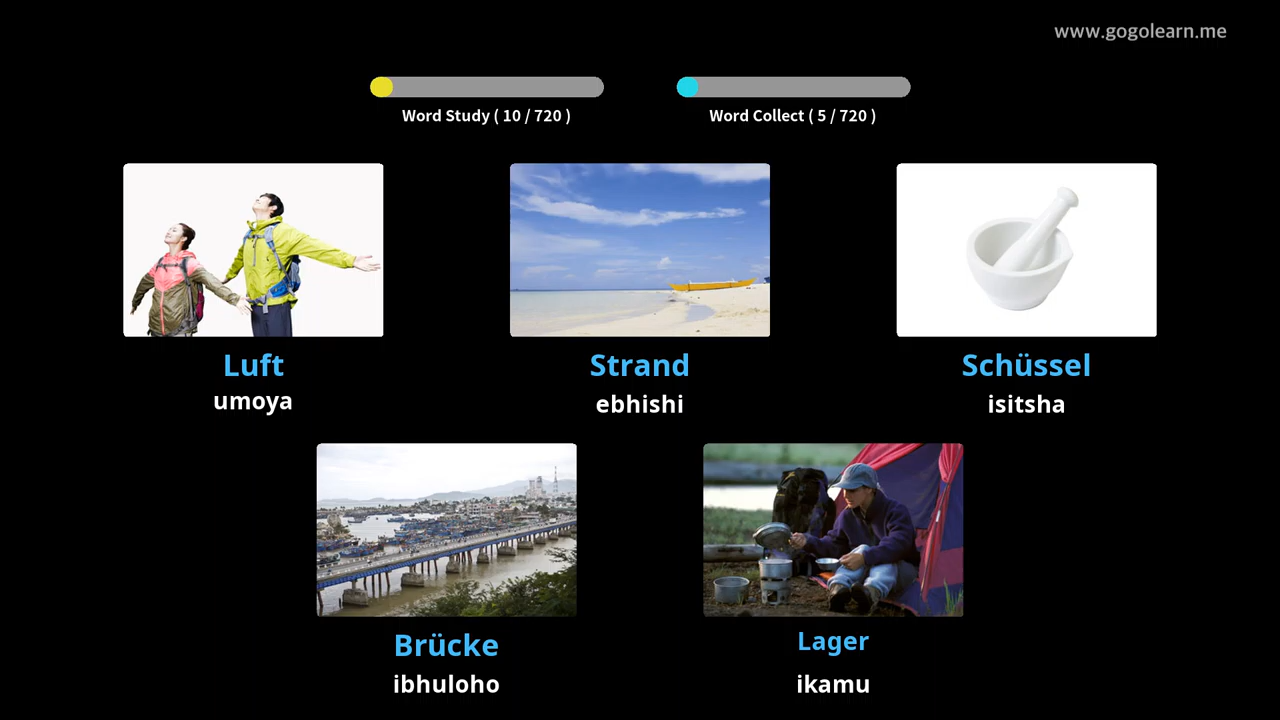 www.gogolearn.me
Word Study ( 10 / 720 )
Word Collect ( 5 / 720 )
Luft
umoya
Strand
ebhishi
Schüssel
isitsha
Brücke
ibhuloho
Lager
ikamu